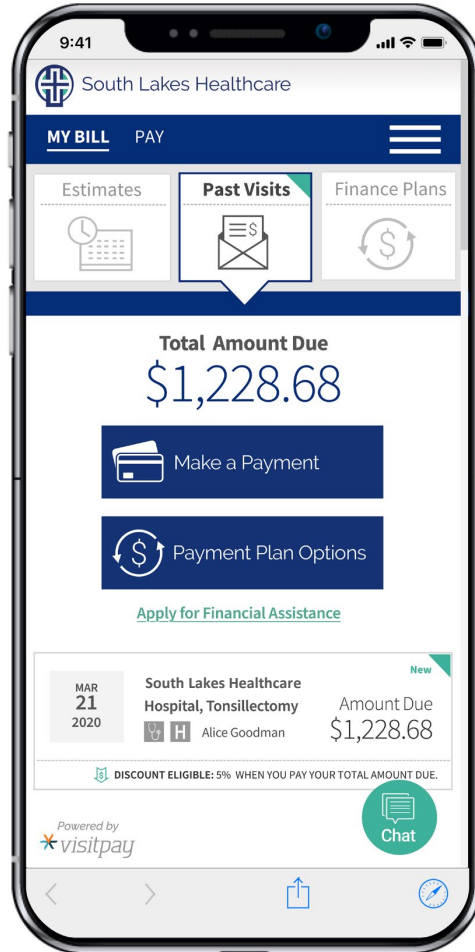 9:41
South Lakes Healthcare
MY BILL PAY
Estimates
Past Visits
$
Finance Plans
$
Total Amount Due
$1,228.68
Make a Payment
$ Payment Plan Options
Apply for Financial Assistance
New
MAR
21
2020
South Lakes Healthcare
Hospital, Tonsillectomy
H Alice Goodman
Amount Due
$1,228.68
$ DISCOUNT ELIGIBLE: 5% WHEN YOU PAY YOUR TOTAL AMOUNT DUE.
Powered by
visitpay
Chat